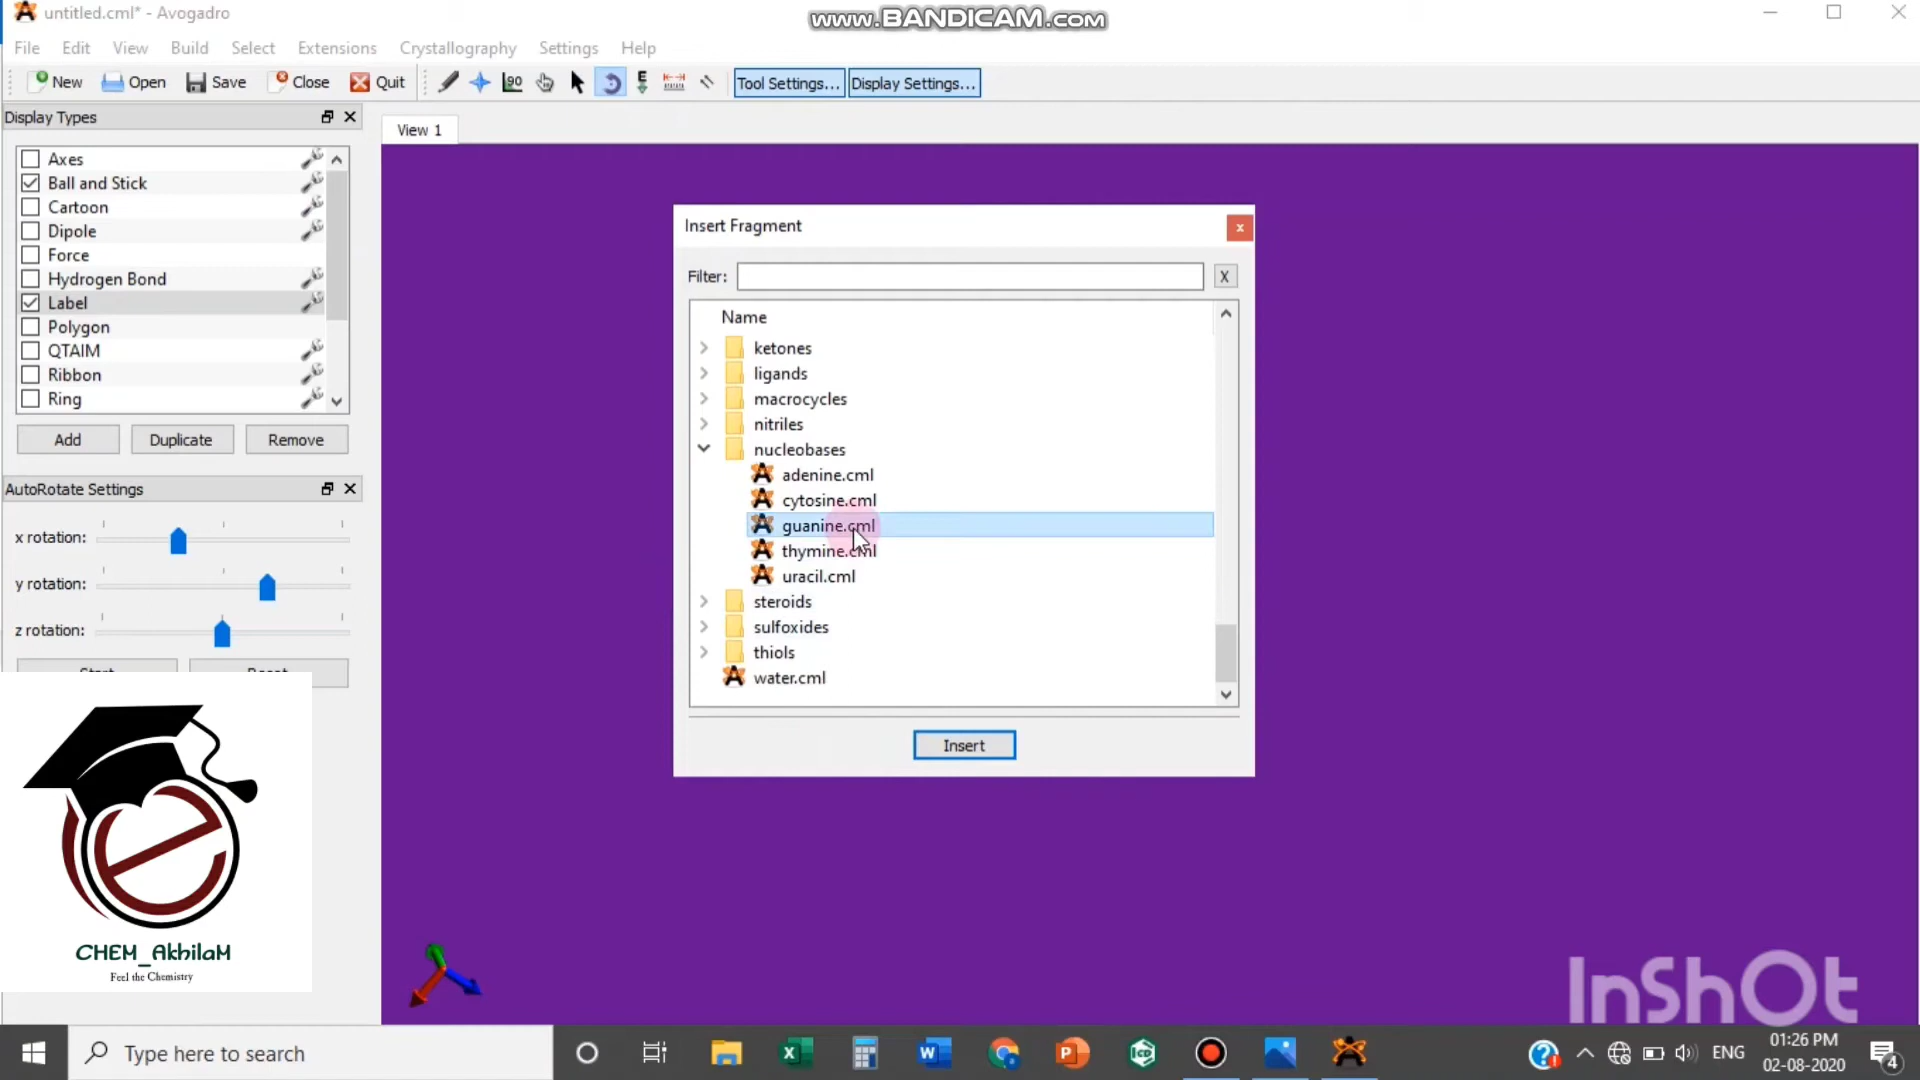 untitled.cml* - Avogadro
www.BANDICAM.com
File Edit View Build Select Extensions Crystallography Settings Help
New Open Save Close Quit Tool Settings... Display Settings...
Display Types
View 1
Axes
Ball and Stick
Cartoon
Dipole
Force
Hydrogen Bond
Label
Polygon
QTAIM
Ribbon
Ring
Add Duplicate Remove
AutoRotate Settings
x rotation:
y rotation:
z rotation:
Start Reset
Insert Fragment
x
Filter:
X
Name
ketones
ligands
macrocycles
nitriles
nucleobases
adenine.cml
cytosine.cml
guanine.cml
thymine.cml
uracil.cml
steroids
sulfoxides
thiols
water.cml
Insert
CHEM_AkhilaM
Feel the Chemistry
InShOt
Type here to search
ENG
01:26 PM
02-08-2020
4